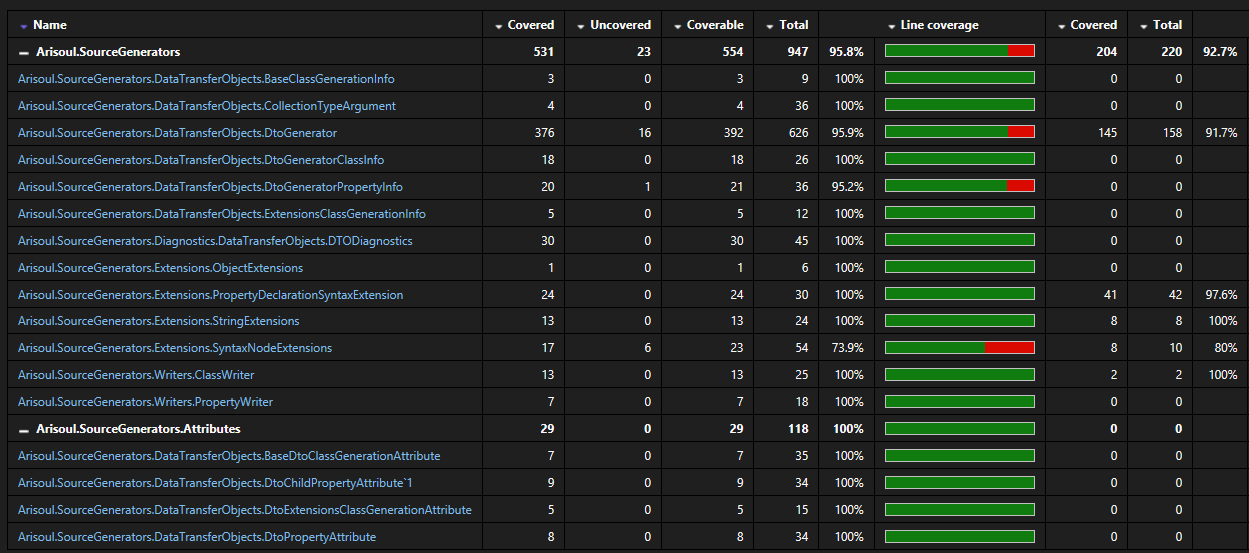 Name Covered Uncovered Coverable Total Line coverage Covered Total
Arisoul.SourceGenerators 531 23 554 947 95.8% 204 220 92.7%
Arisoul.SourceGenerators.DataTransferObjects.BaseClassGenerationInfo 3 0 3 9 100% 0 0
Arisoul.SourceGenerators.DataTransferObjects.CollectionTypeArgument 4 0 4 36 100% 0 0
Arisoul.SourceGenerators.DataTransferObjects.DtoGenerator 376 16 392 626 95.9% 145 158 91.7%
Arisoul.SourceGenerators.DataTransferObjects.DtoGeneratorClassInfo 18 0 18 26 100% 0 0
Arisoul.SourceGenerators.DataTransferObjects.DtoGeneratorPropertyInfo 20 1 21 36 95.2% 0 0
Arisoul.SourceGenerators.DataTransferObjects.ExtensionsClassGenerationInfo 5 0 5 12 100% 0 0
Arisoul.SourceGenerators.Diagnostics.DataTransferObjects.DTODiagnostics 30 0 30 45 100% 0 0
Arisoul.SourceGenerators.Extensions.ObjectExtensions 1 0 1 6 100% 0 0
Arisoul.SourceGenerators.Extensions.PropertyDeclarationSyntaxExtension 24 0 24 30 100% 41 42 97.6%
Arisoul.SourceGenerators.Extensions.StringExtensions 13 0 13 24 100% 8 8 100%
Arisoul.SourceGenerators.Extensions.SyntaxNodeExtensions 17 6 23 54 73.9% 8 10 80%
Arisoul.SourceGenerators.Writers.ClassWriter 13 0 13 25 100% 2 2 100%
Arisoul.SourceGenerators.Writers.PropertyWriter 7 0 7 18 100% 0 0
Arisoul.SourceGenerators.Attributes 29 0 29 118 100% 0 0
Arisoul.SourceGenerators.DataTransferObjects.BaseDtoClassGenerationAttribute 7 0 7 35 100% 0 0
Arisoul.SourceGenerators.DataTransferObjects.DtoChildPropertyAttribute`1 9 0 9 34 100% 0 0
Arisoul.SourceGenerators.DataTransferObjects.DtoExtensionsClassGenerationAttribute 5 0 5 15 100% 0 0
Arisoul.SourceGenerators.DataTransferObjects.DtoPropertyAttribute 8 0 8 34 100% 0 0